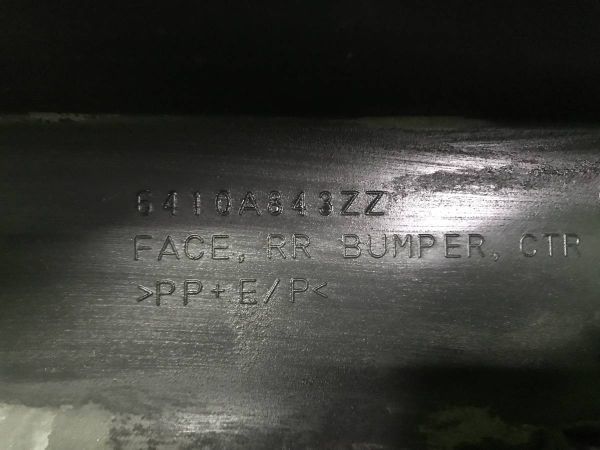 6410A843ZZ
FACE, RR BUMPER, CTR
>PP+E/P<